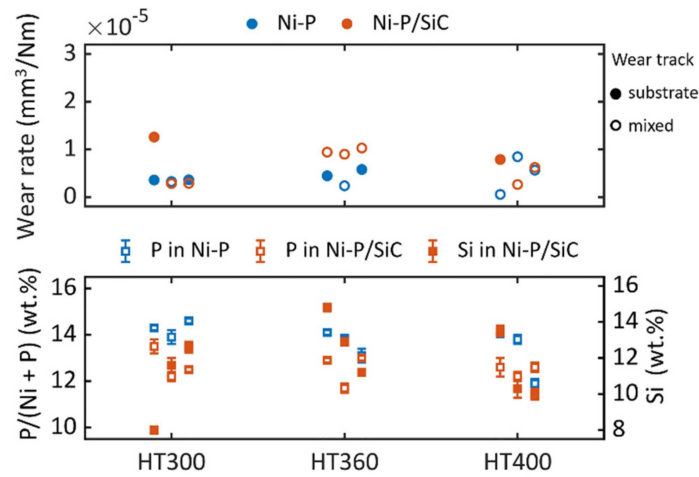 ×10⁻⁵
Ni-P
Ni-P/SiC
Wear rate (mm³/Nm)
3
2
1
0
Wear track
substrate
mixed
P in Ni-P
P in Ni-P/SiC
Si in Ni-P/SiC
P/(Ni + P) (wt.%)
16
14
12
10
16
14
12
10
8
Si (wt.%)
HT300
HT360
HT400